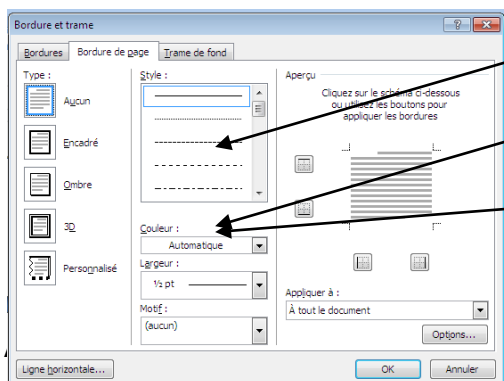 Bordure et trame
Bordures
Bordure de page
Trame de fond
Type :
Aucun
Encadré
Ombre
3D
Personnalisé
Style :
Couleur :
Automatique
Largeur :
½ pt
Motif :
(aucun)
Aperçu
Cliquez sur le schéma ci-dessous
ou utilisez les boutons pour
appliquer les bordures
Appliquer à :
À tout le document
Options...
Ligne horizontale...
OK
Annuler